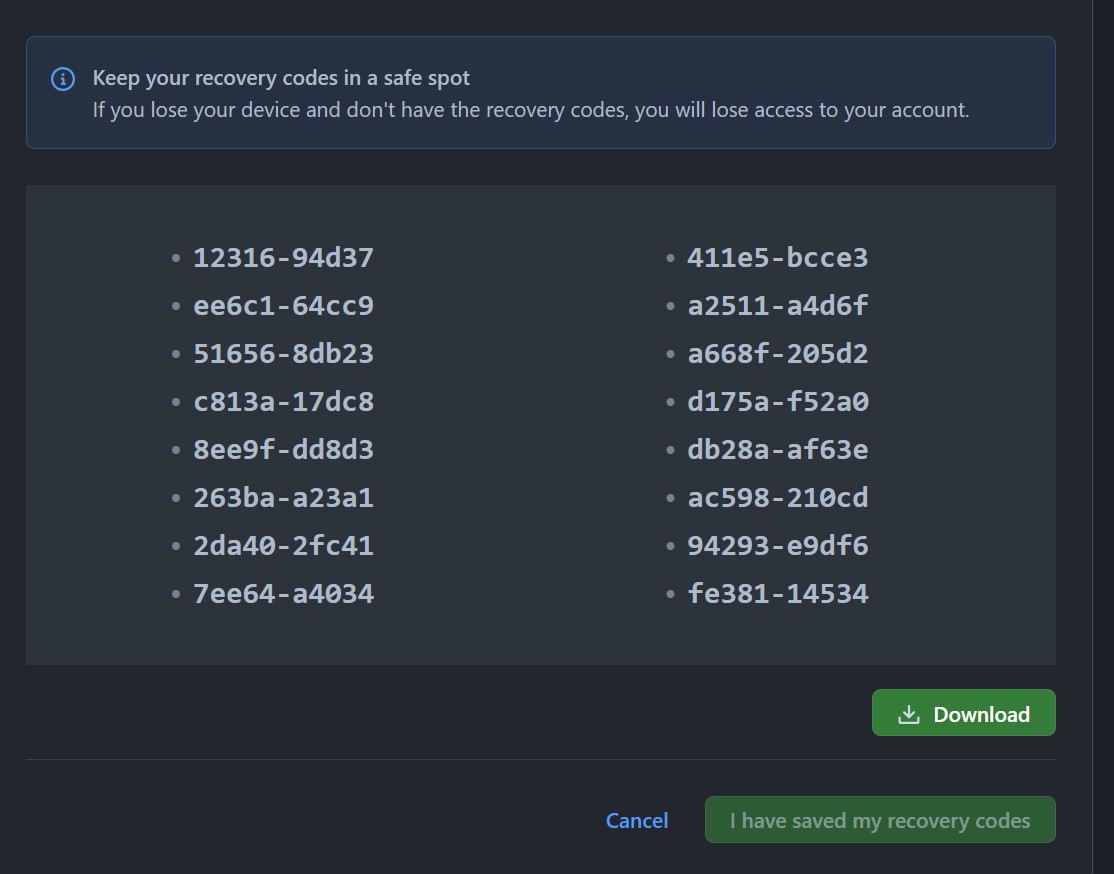 Keep your recovery codes in a safe spot
If you lose your device and don't have the recovery codes, you will lose access to your account.
12316-94d37
ee6c1-64cc9
51656-8db23
c813a-17dc8
8ee9f-dd8d3
263ba-a23a1
2da40-2fc41
7ee64-a4034
411e5-bcce3
a2511-a4d6f
a668f-205d2
d175a-f52a0
db28a-af63e
ac598-210cd
94293-e9df6
fe381-14534
Download
Cancel
I have saved my recovery codes